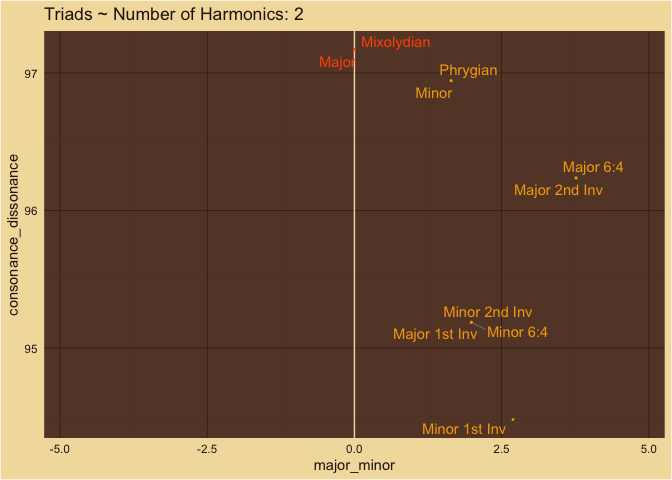 Triads ~ Number of Harmonics: 2
Mixolydian
Major
97
Phrygian
Minor
Major 6:4
Major 2nd Inv
96
consonance_dissonance
Minor 2nd Inv
Major 1st Inv
Minor 6:4
95
Minor 1st Inv
-5.0
-2.5
0.0
2.5
5.0
major_minor